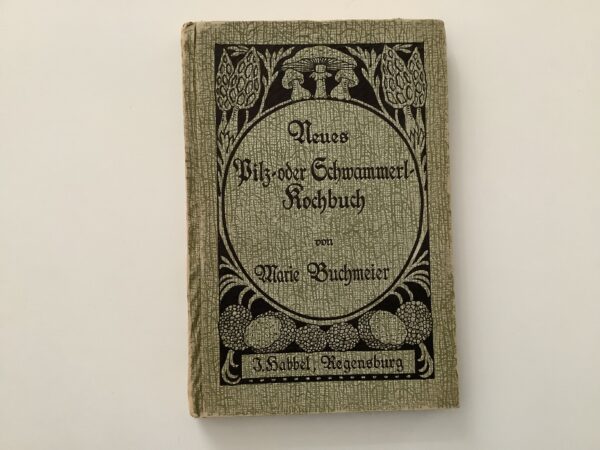 Neues
Pilz-oder Schwammerl-
Kochbuch
von
Marie Buchmeier
J. Habbel, Regensburg